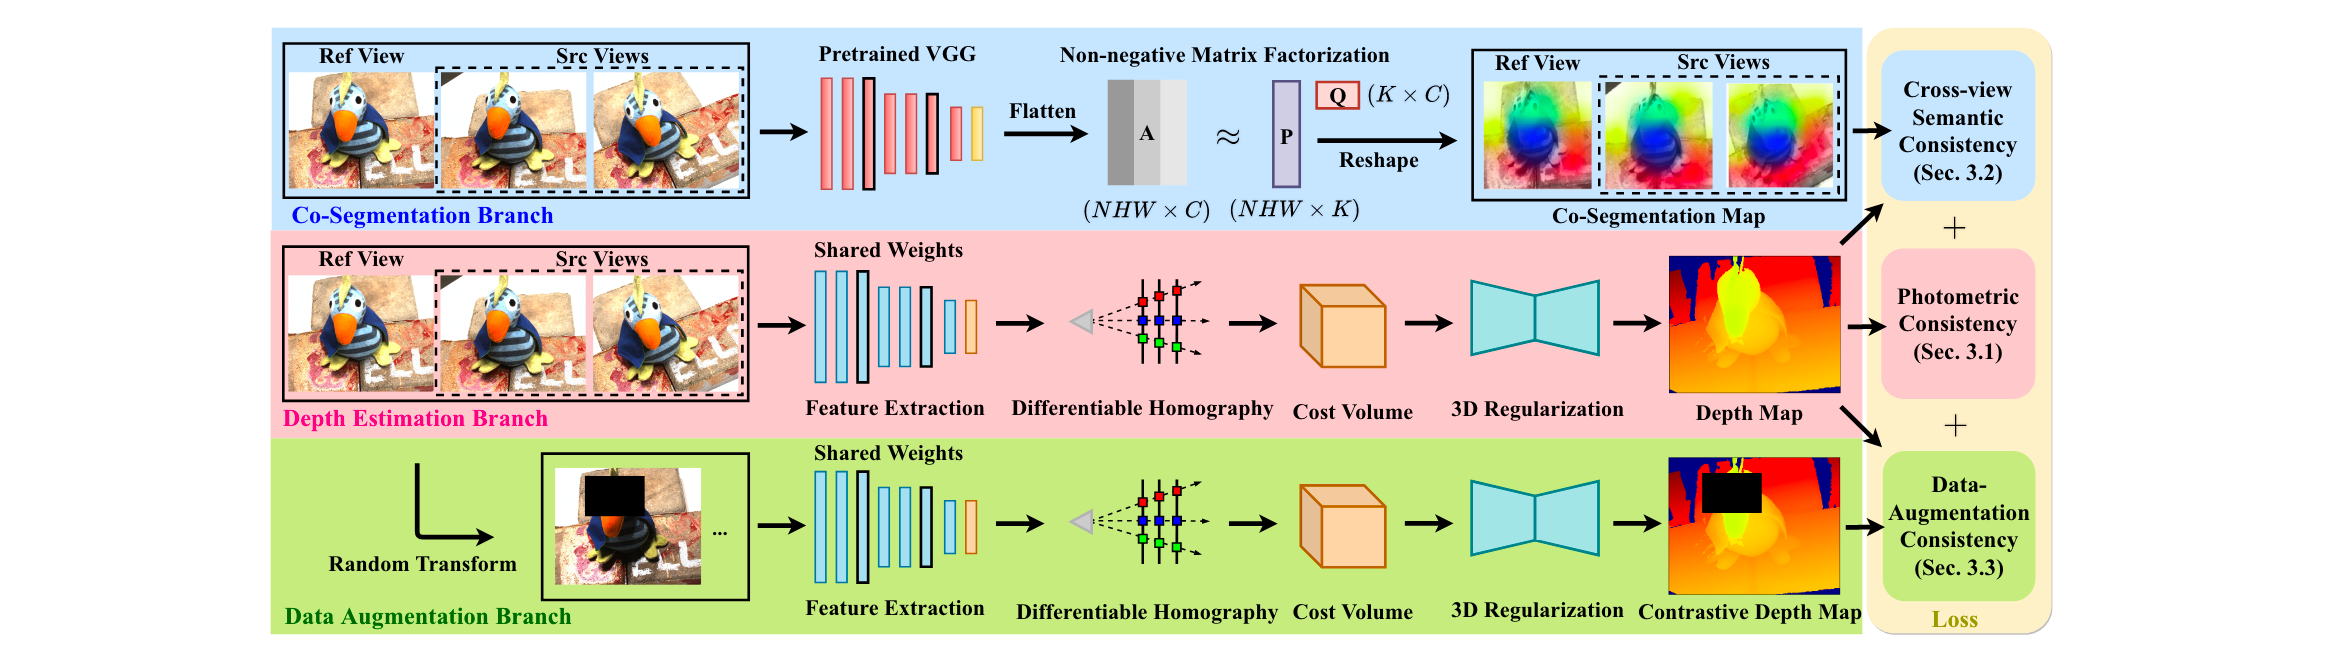 Ref View
Src Views
Pretrained VGG
Flatten
Non-negative Matrix Factorization
A
(NHW × C)
≈
P
(NHW × K)
Q
(K × C)
Reshape
Ref View
Src Views
Co-Segmentation Map
Co-Segmentation Branch
Cross-view
Semantic
Consistency
(Sec. 3.2)
+
Ref View
Src Views
Shared Weights
Feature Extraction
Differentiable Homography
Cost Volume
3D Regularization
Depth Map
Depth Estimation Branch
Photometric
Consistency
(Sec. 3.1)
+
Random Transform
...
Shared Weights
Feature Extraction
Differentiable Homography
Cost Volume
3D Regularization
Contrastive Depth Map
Data Augmentation Branch
Data-
Augmentation
Consistency
(Sec. 3.3)
Loss